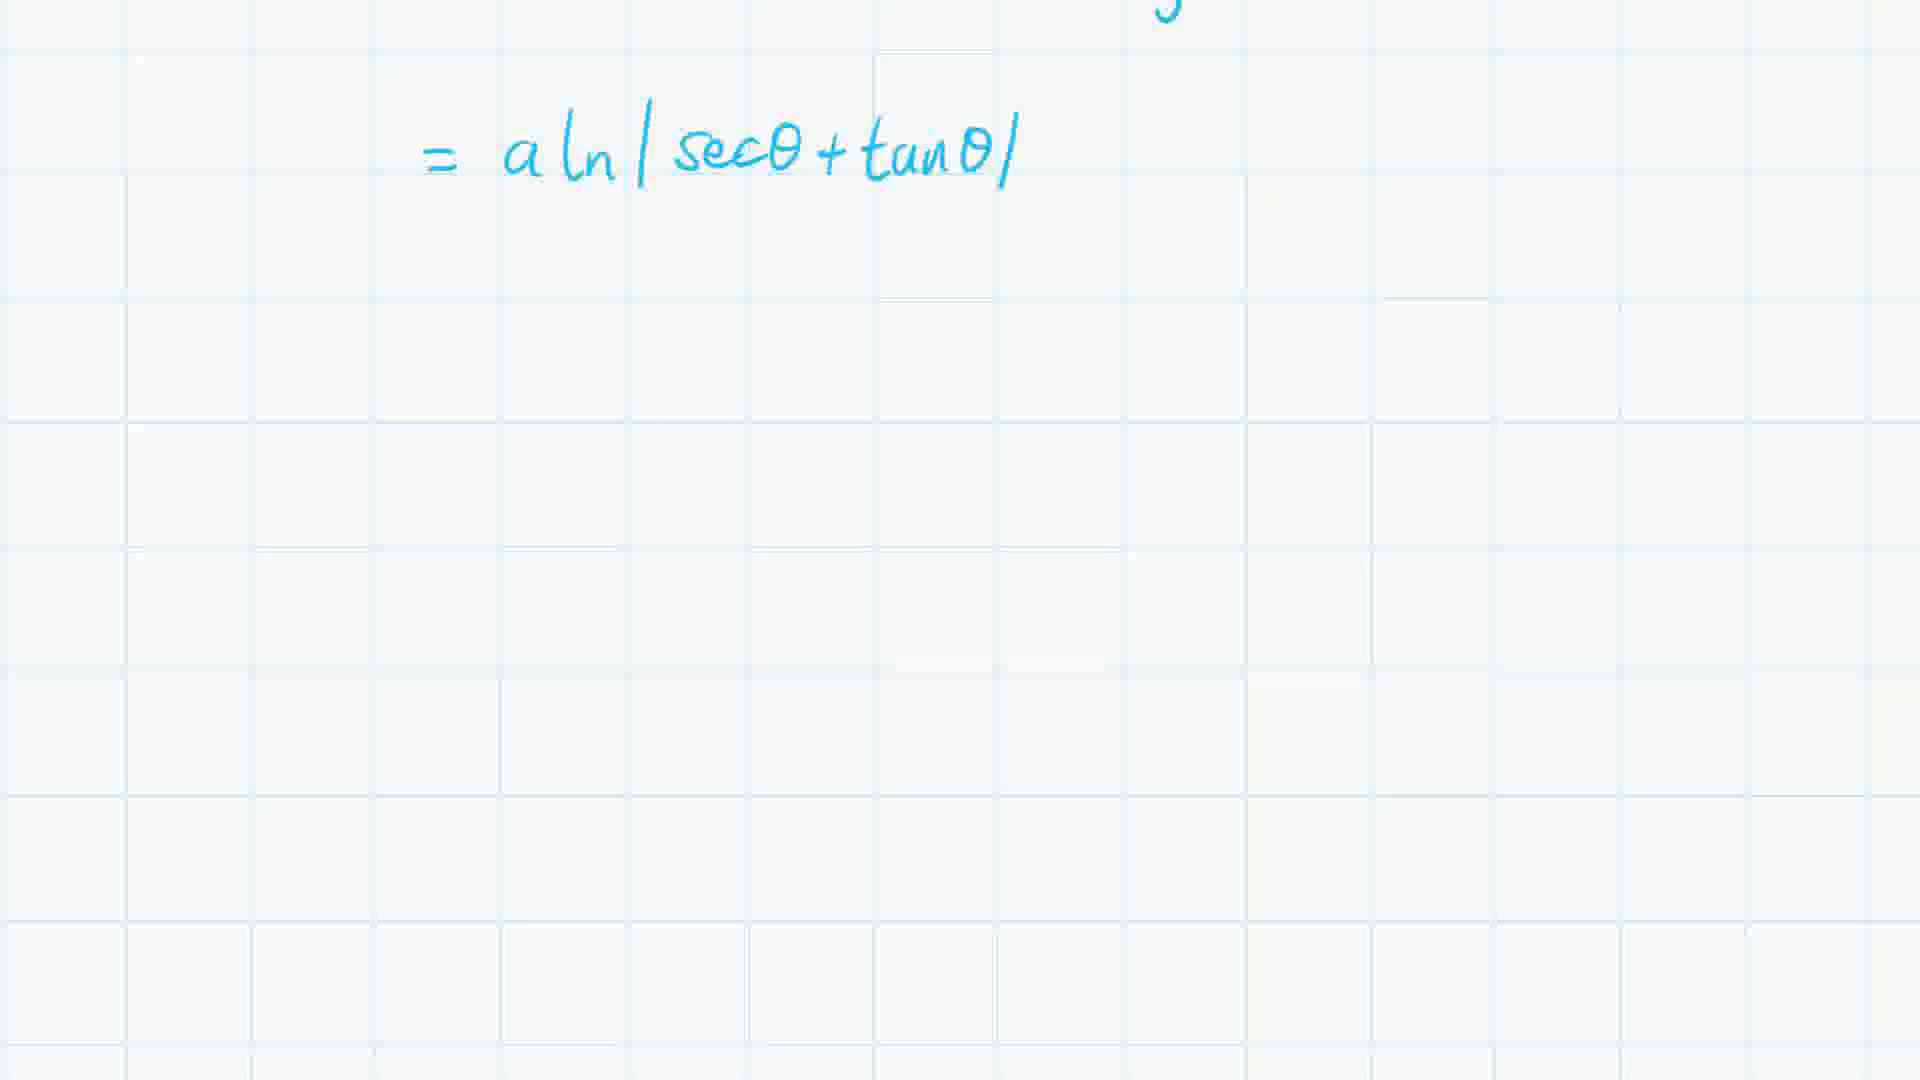 = a ln | secθ + tanθ |